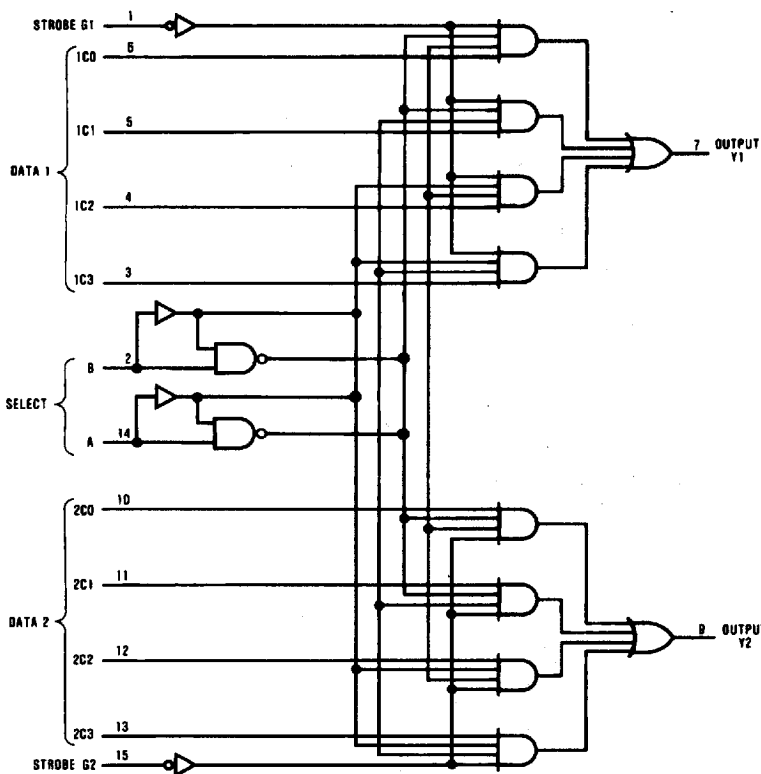 STROBE G1 1
1C0 6
1C1 5
DATA 1
1C2 4
1C3 3
7 OUTPUT
Y1
B 2
SELECT
A 14
2C0 10
2C1 11
DATA 2
2C2 12
2C3 13
STROBE G2 15
9 OUTPUT
Y2